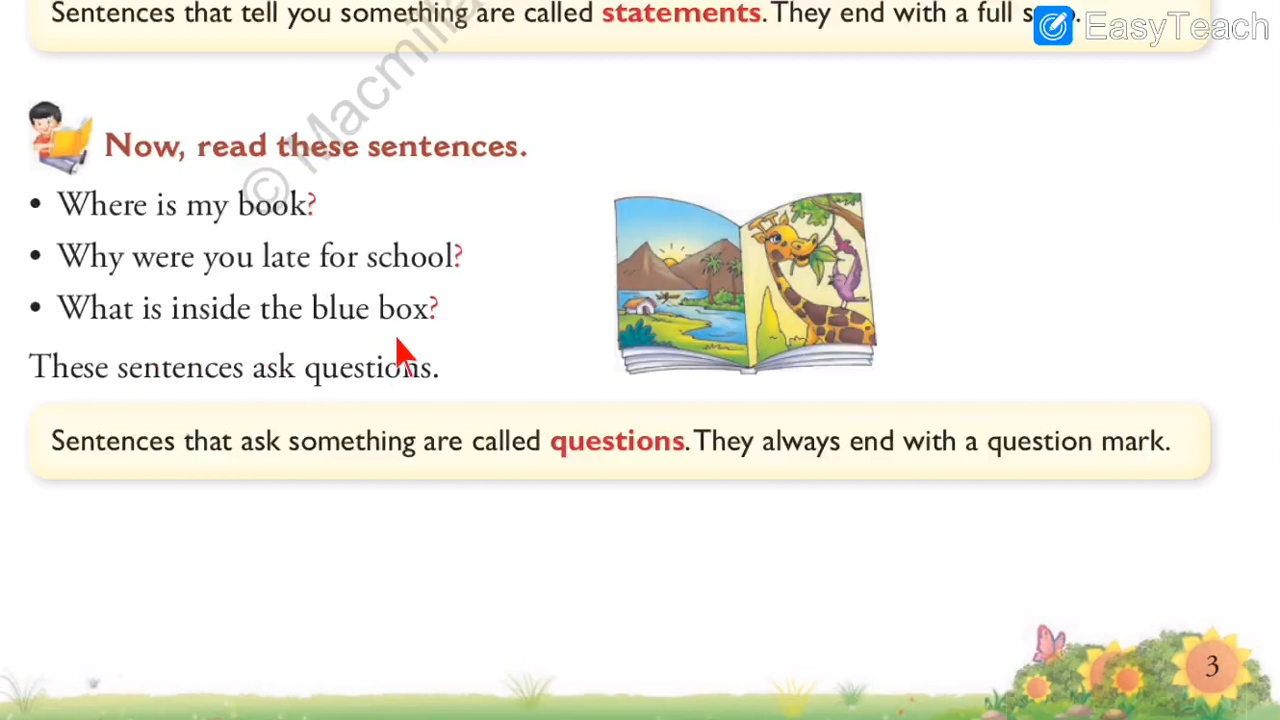 Sentences that tell you something are called statements. They end with a full
EasyTeach
© Macmilla
Now, read these sentences.
• Where is my book?
• Why were you late for school?
• What is inside the blue box?
These sentences ask questions.
Sentences that ask something are called questions. They always end with a question mark.
3